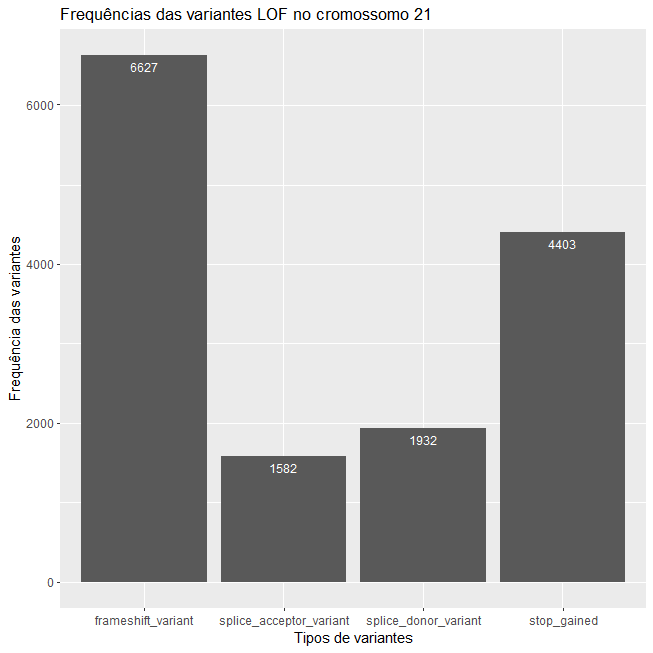 Frequências das variantes LOF no cromossomo 21
Frequência das variantes
6000
4000
2000
0
6627
1582
1932
4403
frameshift_variant
splice_acceptor_variant
splice_donor_variant
stop_gained
Tipos de variantes